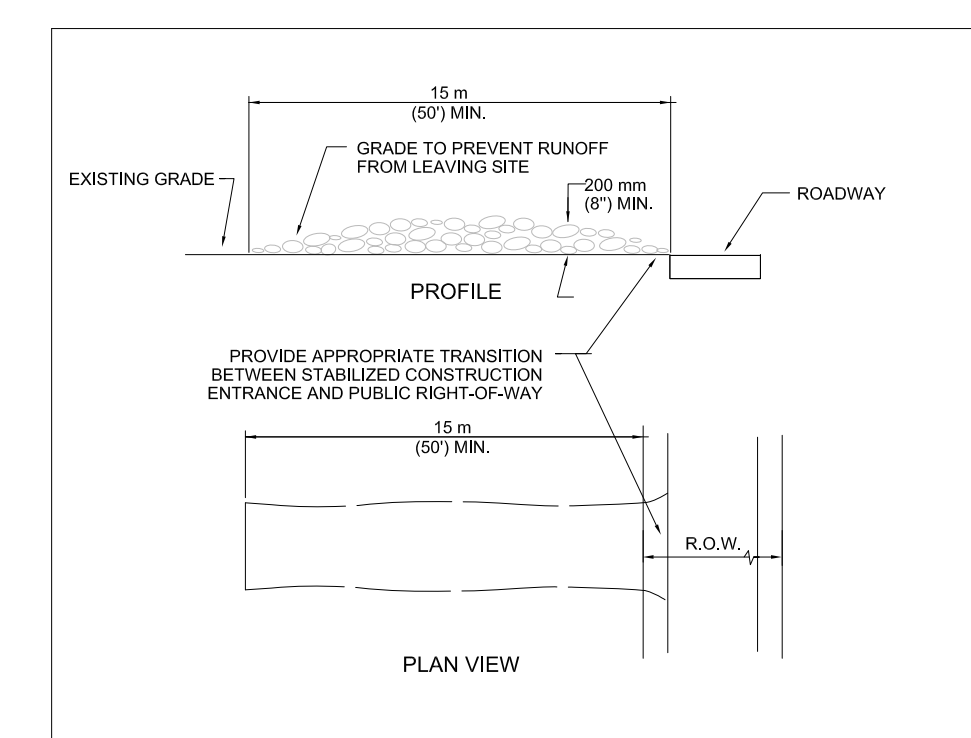 15 m
(50') MIN.
GRADE TO PREVENT RUNOFF
FROM LEAVING SITE
EXISTING GRADE
200 mm
(8") MIN.
ROADWAY
PROFILE
PROVIDE APPROPRIATE TRANSITION
BETWEEN STABILIZED CONSTRUCTION
ENTRANCE AND PUBLIC RIGHT-OF-WAY
15 m
(50') MIN.
R.O.W.
PLAN VIEW